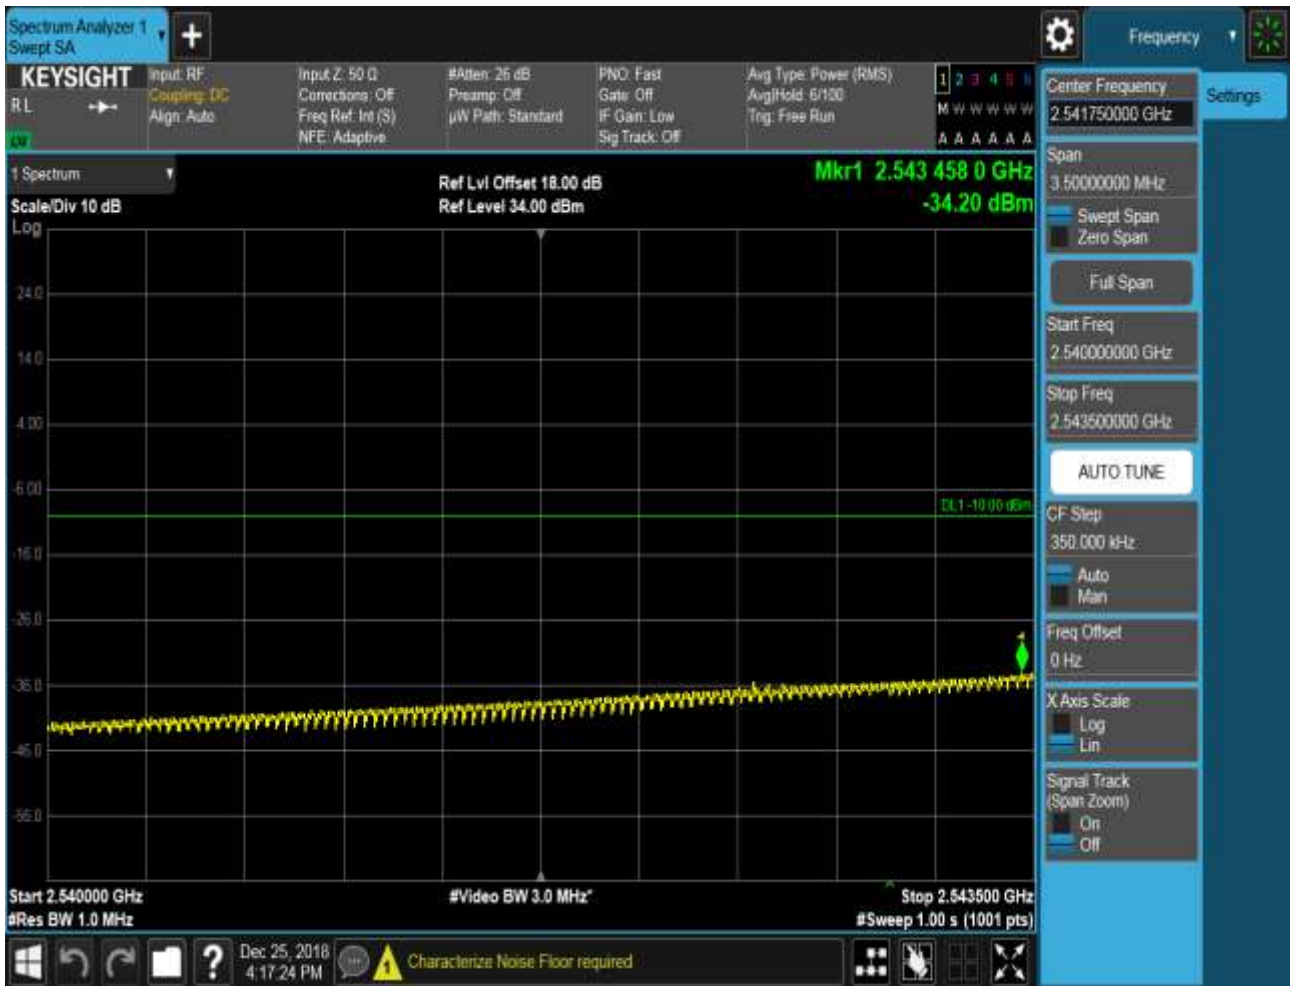 Spectrum Analyzer 1
Swept SA
Frequency
KEYSIGHT
R L
Input: RF
Coupling: DC
Align: Auto
Input Z: 50 Ω
Corrections: Off
Freq Ref: Int (S)
NFE: Adaptive
#Atten: 26 dB
Preamp: Off
µW Path: Standard
PNO: Fast
Gate: Off
IF Gain: Low
Sig Track: Off
Avg Type: Power (RMS)
Avg|Hold: 6/100
Trig: Free Run
1 2 3 4 5 6
M W W W W W
A A A A A A
1 Spectrum
Scale/Div 10 dB
Log
Ref Lvl Offset 18.00 dB
Ref Level 34.00 dBm
Mkr1 2.543 458 0 GHz
-34.20 dBm
24.0
14.0
4.00
-6.00
DL1 -10.00 dBm
-16.0
-26.0
-36.0
-46.0
-56.0
Start 2.540000 GHz
#Res BW 1.0 MHz
#Video BW 3.0 MHz*
Stop 2.543500 GHz
#Sweep 1.00 s (1001 pts)
Center Frequency
2.541750000 GHz
Settings
Span
3.50000000 MHz
Swept Span
Zero Span
Full Span
Start Freq
2.540000000 GHz
Stop Freq
2.543500000 GHz
AUTO TUNE
CF Step
350.000 kHz
Auto
Man
Freq Offset
0 Hz
X Axis Scale
Log
Lin
Signal Track
(Span Zoom)
On
Off
?
Dec 25, 2018
4:17:24 PM
Characterize Noise Floor required